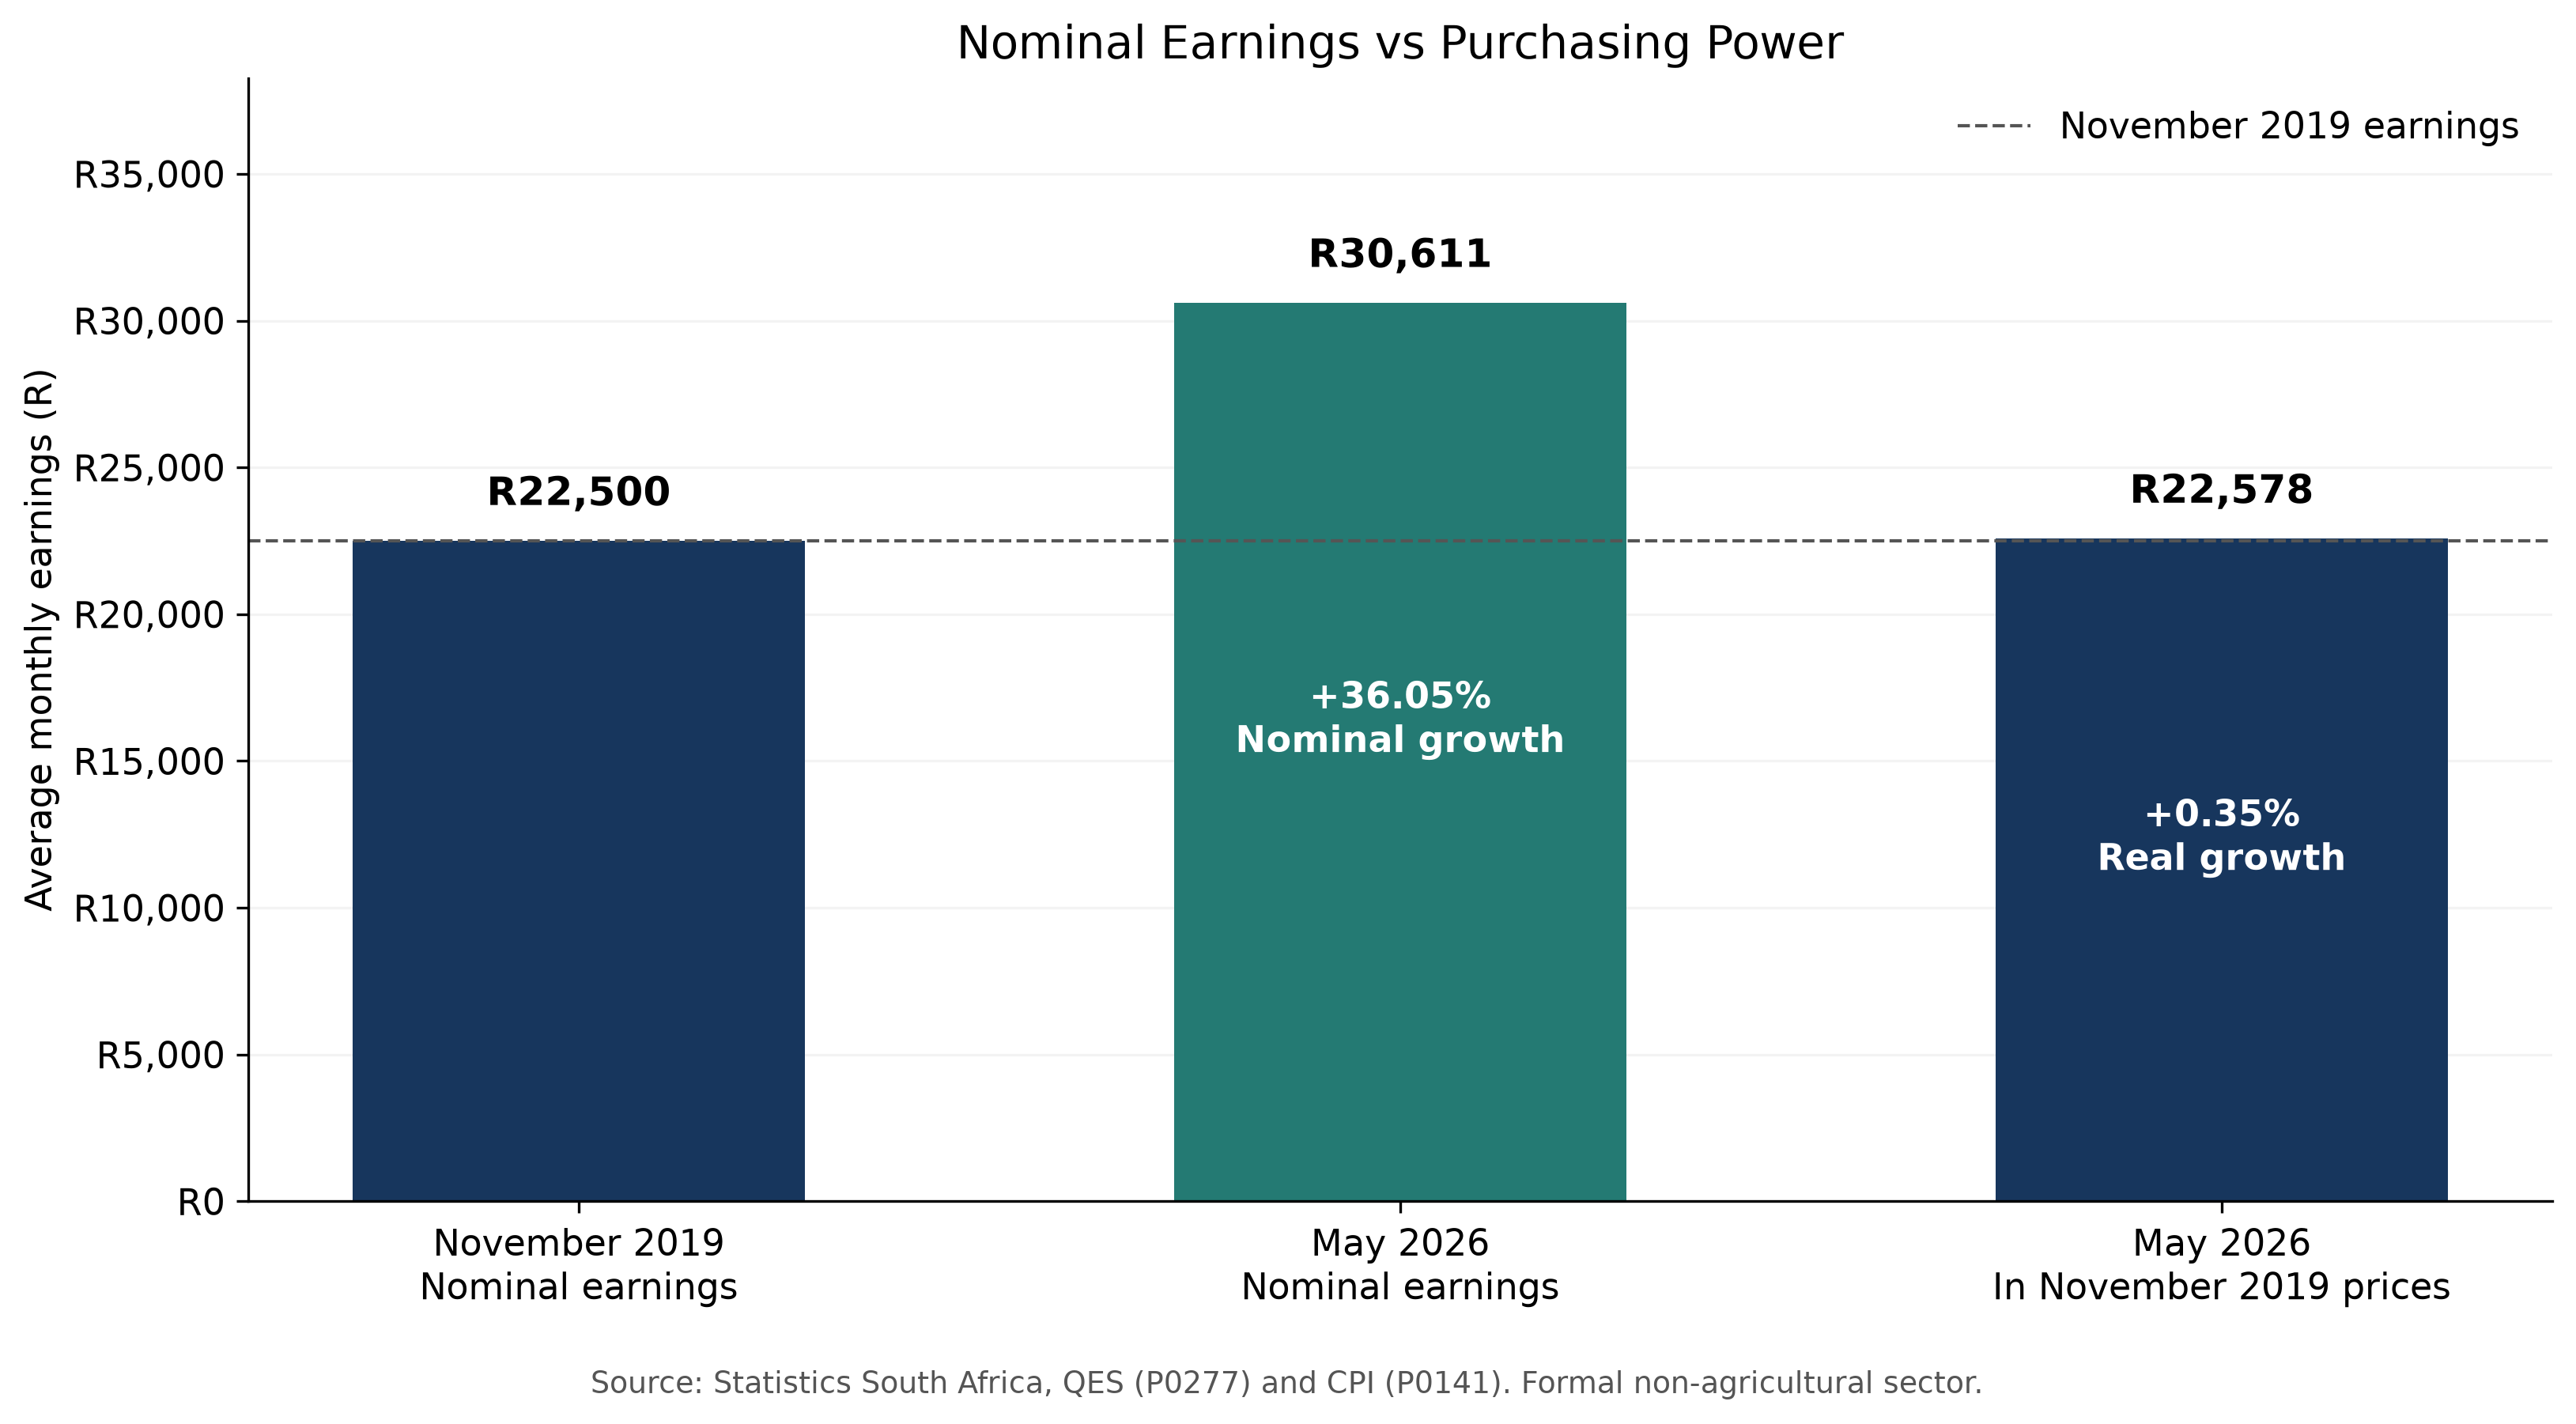 Nominal Earnings vs Purchasing Power
November 2019 earnings
Average monthly earnings (R)
R35,000
R30,000
R25,000
R20,000
R15,000
R10,000
R5,000
R0
R22,500
R30,611
R22,578
+36.05%
Nominal growth
+0.35%
Real growth
November 2019
Nominal earnings
May 2026
Nominal earnings
May 2026
In November 2019 prices
Source: Statistics South Africa, QES (P0277) and CPI (P0141). Formal non-agricultural sector.